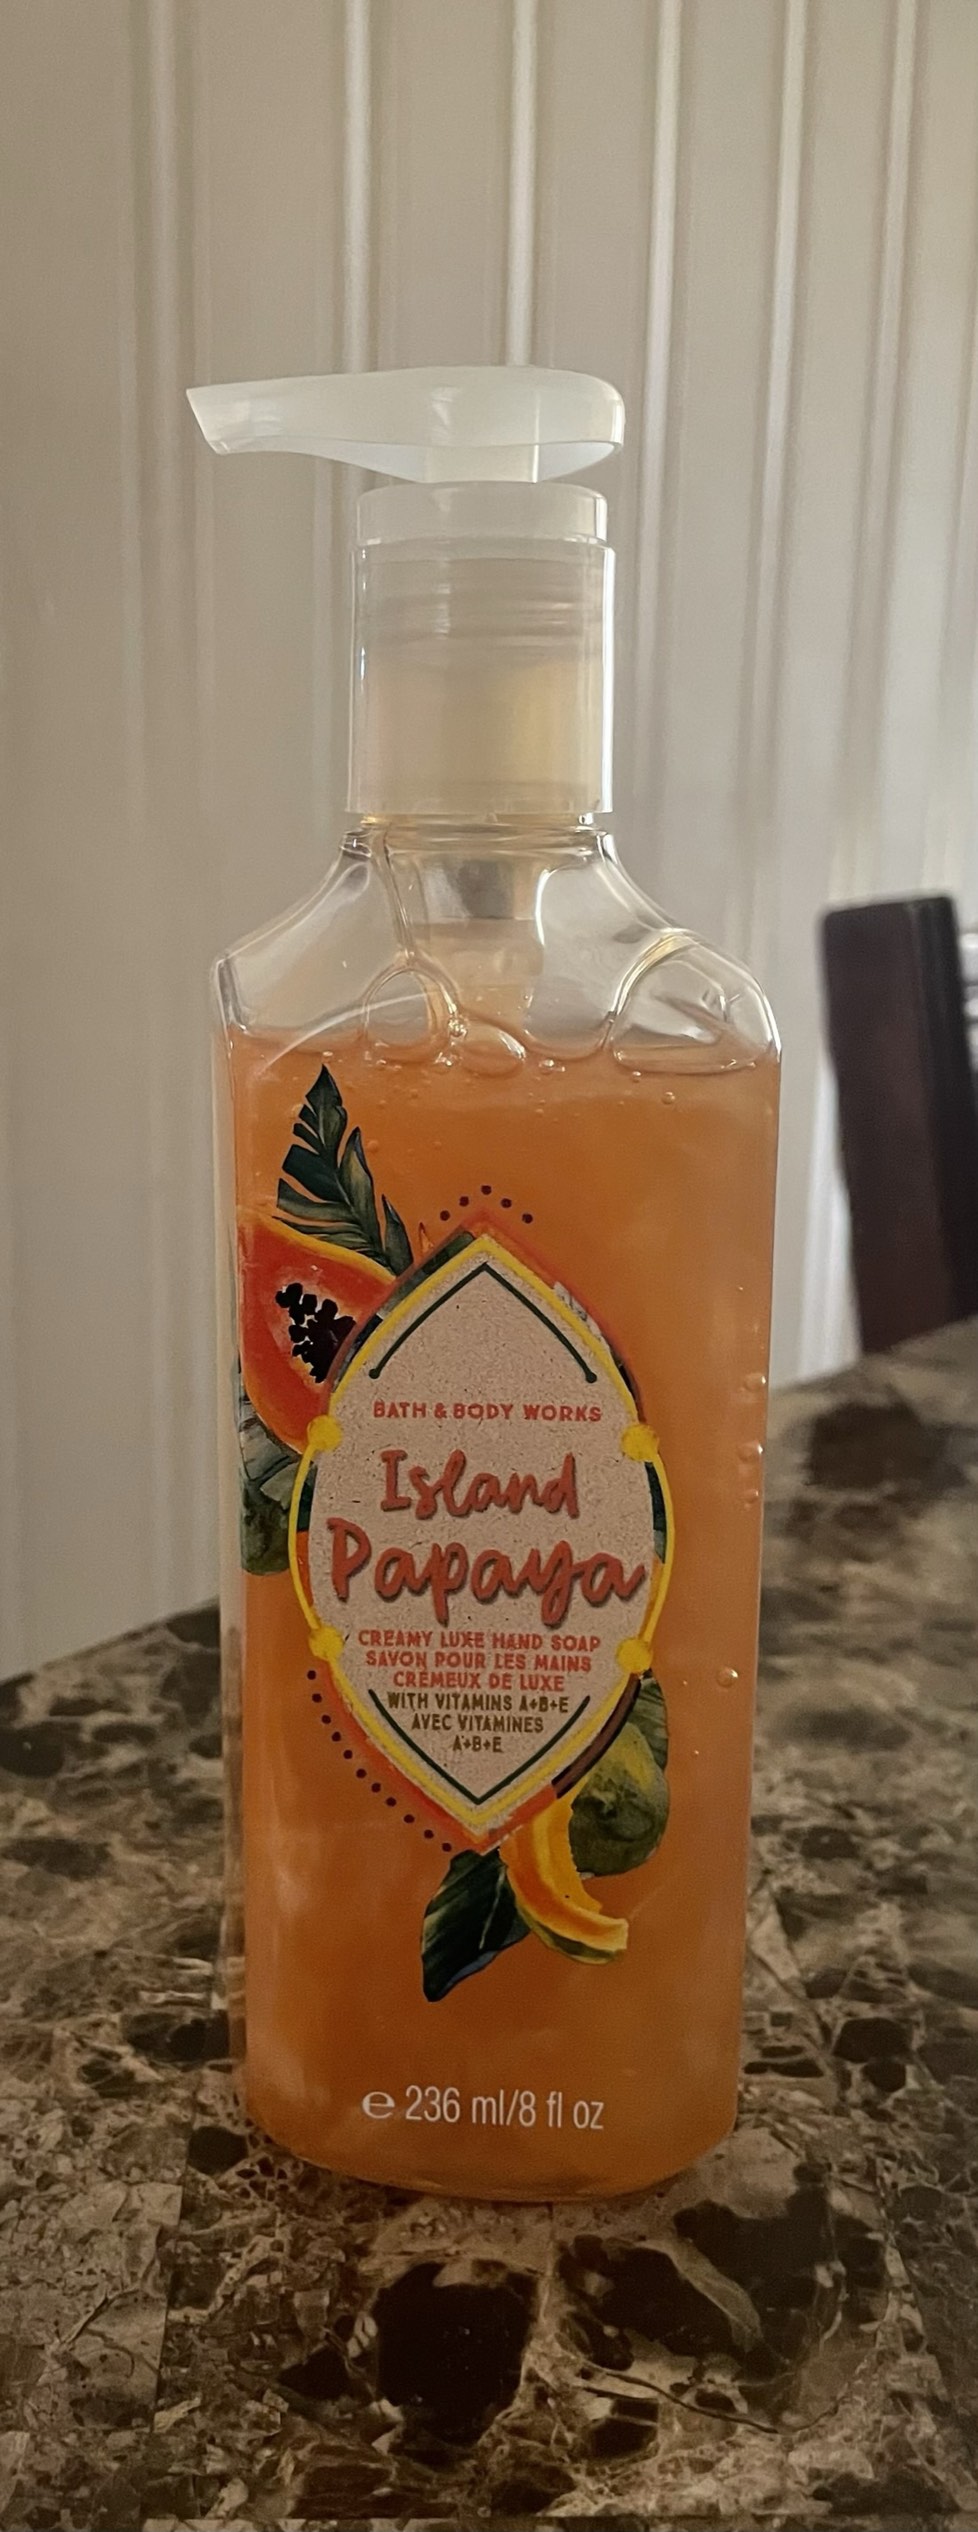 BATH & BODY WORKS
Island
Papaya
CREAMY LUXE HAND SOAP
SAVON POUR LES MAINS
CRÉMEUX DE LUXE
WITH VITAMINS A+B+E
AVEC VITAMINES
A+B+E
℮ 236 ml/8 fl oz